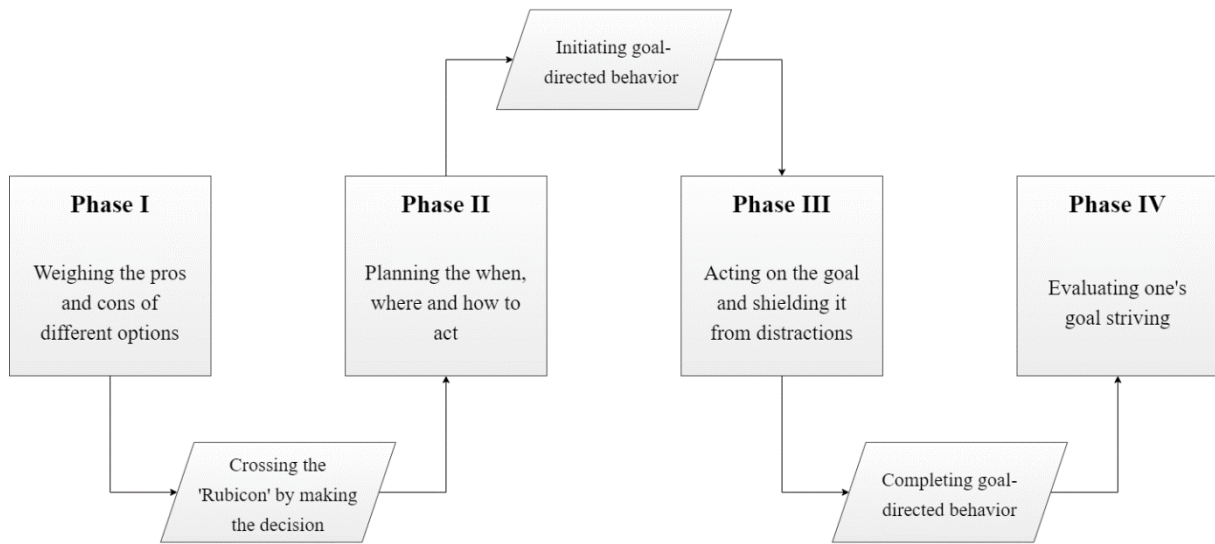 Phase I
Weighing the pros
and cons of
different options
Crossing the
'Rubicon' by making
the decision
Phase II
Planning the when,
where and how to
act
Initiating goal-
directed behavior
Phase III
Acting on the goal
and shielding it
from distractions
Completing goal-
directed behavior
Phase IV
Evaluating one's
goal striving